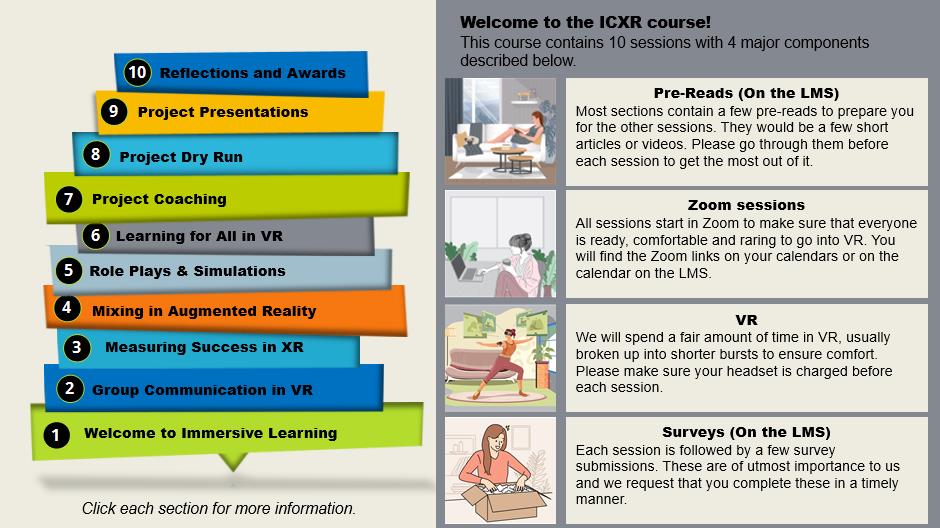 10 Reflections and Awards
9 Project Presentations
8 Project Dry Run
7 Project Coaching
6 Learning for All in VR
5 Role Plays & Simulations
4 Mixing in Augmented Reality
3 Measuring Success in XR
2 Group Communication in VR
1 Welcome to Immersive Learning
Click each section for more information.
Welcome to the ICXR course!
This course contains 10 sessions with 4 major components
described below.
Pre-Reads (On the LMS)
Most sections contain a few pre-reads to prepare you
for the other sessions. They would be a few short
articles or videos. Please go through them before
each session to get the most out of it.
Zoom sessions
All sessions start in Zoom to make sure that everyone
is ready, comfortable and raring to go into VR. You
will find the Zoom links on your calendars or on the
calendar on the LMS.
VR
We will spend a fair amount of time in VR, usually
broken up into shorter bursts to ensure comfort.
Please make sure your headset is charged before
each session.
Surveys (On the LMS)
Each session is followed by a few survey
submissions. These are of utmost importance to us
and we request that you complete these in a timely
manner.